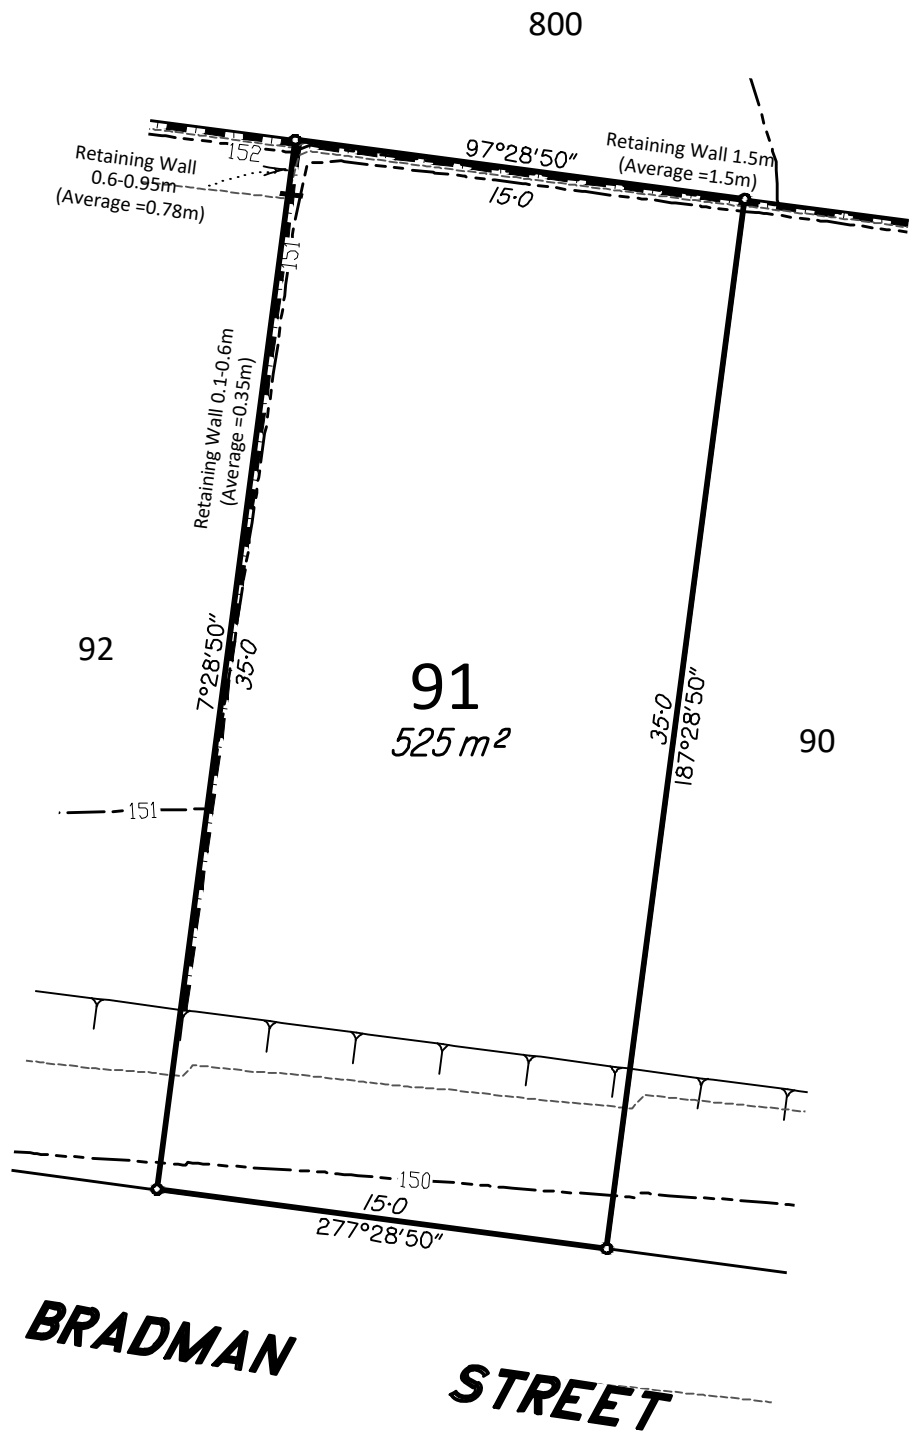 800
97°28'50"
Retaining Wall 1.5m
(Average =1.5m)
15·0
152
Retaining Wall
0.6-0.95m
(Average =0.78m)
151
Retaining Wall 0.1-0.6m
(Average =0.35m)
92
7°28'50"
35·0
91
525 m²
35·0
187°28'50"
90
151
150
15·0
277°28'50"
BRADMAN STREET